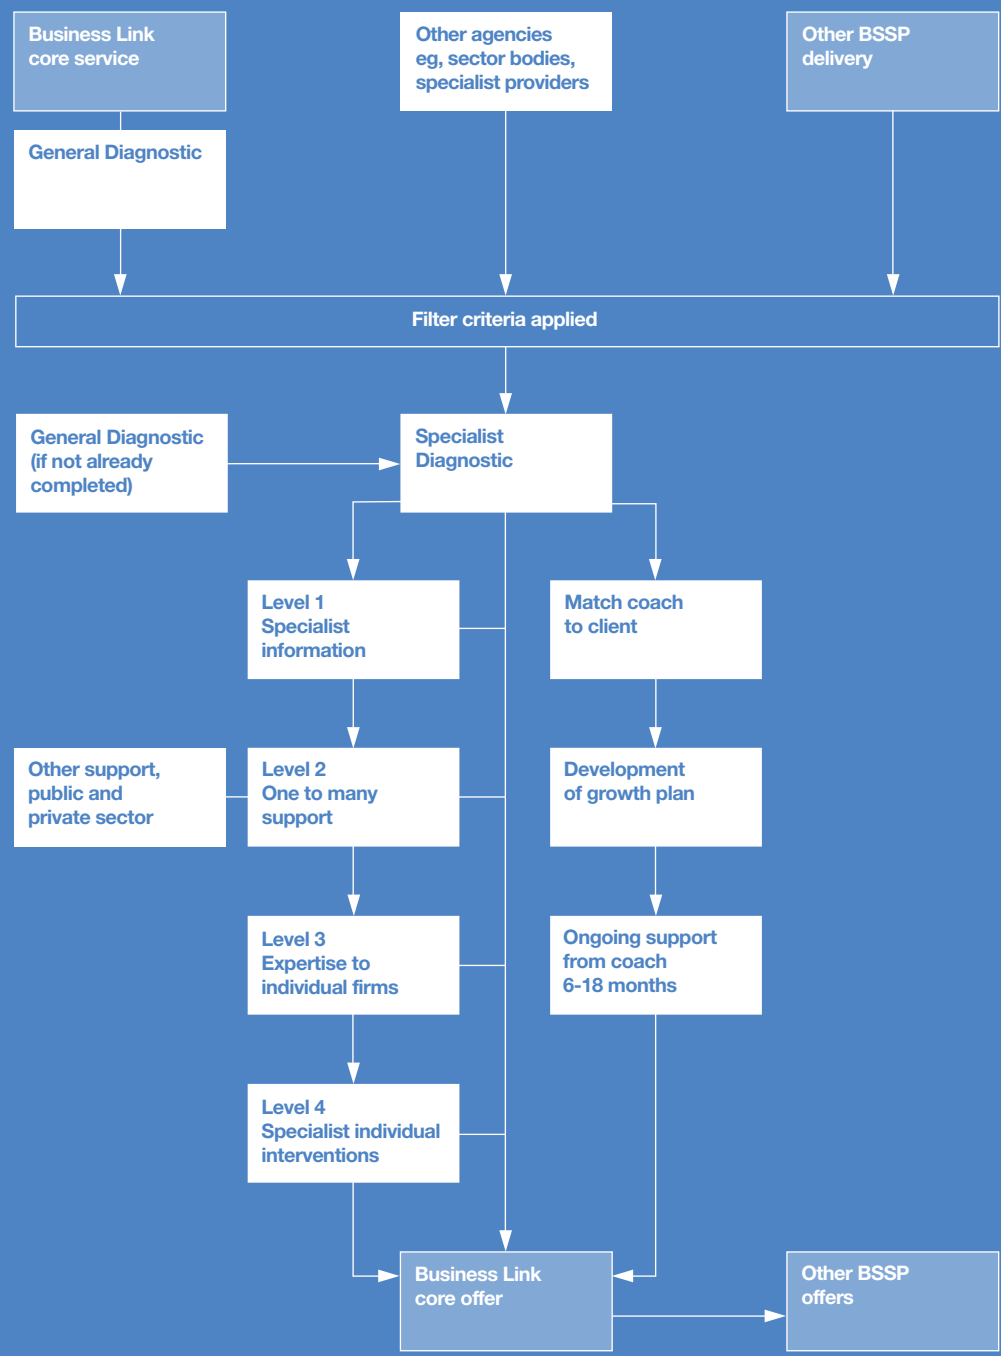 Business Link
core service
Other agencies
eg, sector bodies,
specialist providers
Other BSSP
delivery
General Diagnostic
Filter criteria applied
General Diagnostic
(if not already
completed)
Specialist
Diagnostic
Level 1
Specialist
information
Match coach
to client
Other support,
public and
private sector
Level 2
One to many
support
Development
of growth plan
Level 3
Expertise to
individual firms
Ongoing support
from coach
6-18 months
Level 4
Specialist individual
interventions
Business Link
core offer
Other BSSP
offers